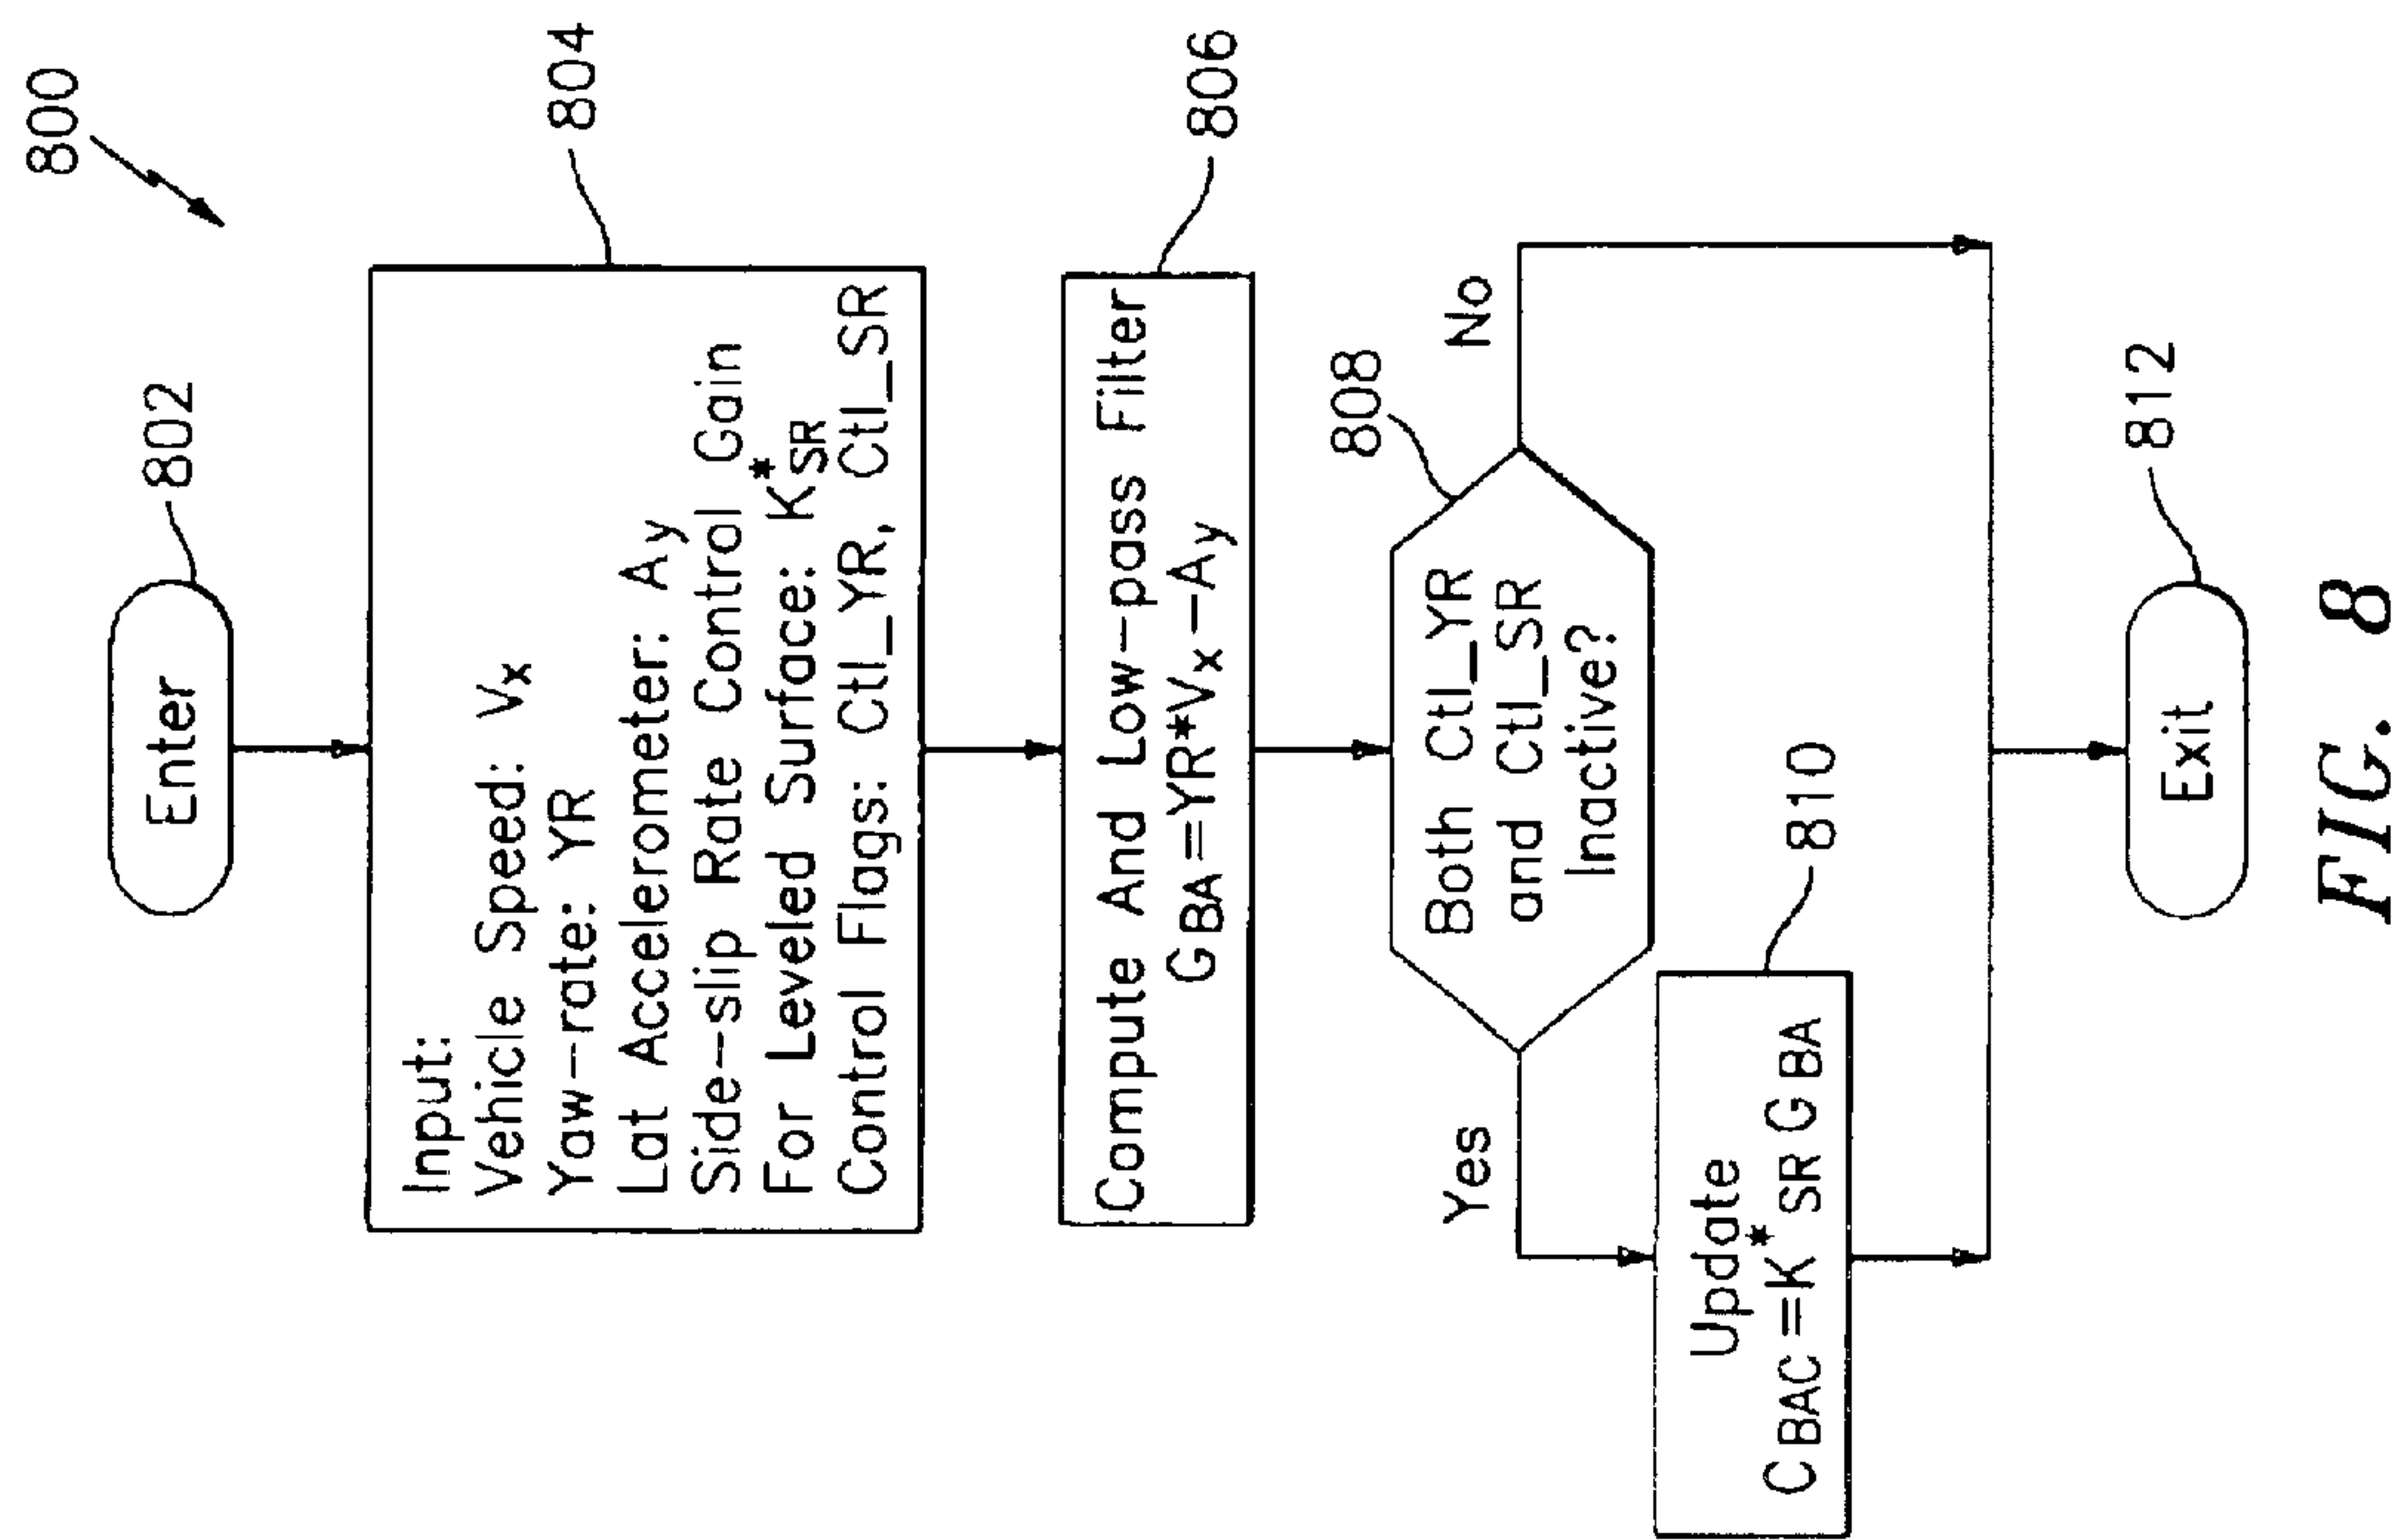 800
Enter
802
Input:
Vehicle Speed: Vx
Yaw-rate: YR
Lat Accelerometer: Ay
Side-slip Rate Control Gain
For Leveled Surface: K*SR
Control Flags: Ctl_YR, Ctl_SR
804
Compute And Low-pass Filter
GBA=YR*Vx-Ay
806
Both Ctl_YR
and Ctl_SR
Inactive?
808
Yes
No
Update
CBAC=K*SR GBA
810
Exit
812
FIG. 8